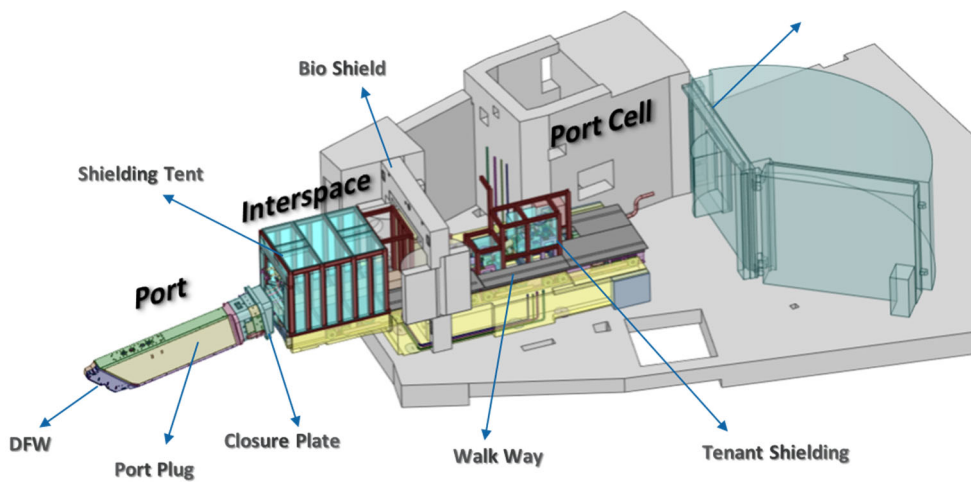 Bio Shield
Port Cell
Shielding Tent
Interspace
Port
DFW
Port Plug
Closure Plate
Walk Way
Tenant Shielding